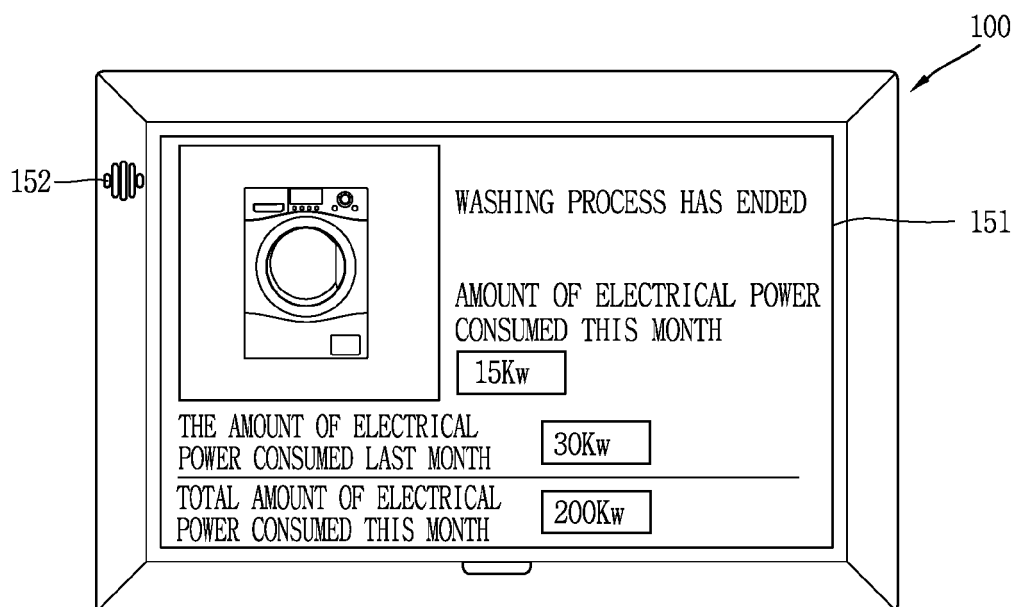 100
152
WASHING PROCESS HAS ENDED
151
AMOUNT OF ELECTRICAL POWER
CONSUMED THIS MONTH
15Kw
THE AMOUNT OF ELECTRICAL
POWER CONSUMED LAST MONTH
30Kw
TOTAL AMOUNT OF ELECTRICAL
POWER CONSUMED THIS MONTH
200Kw